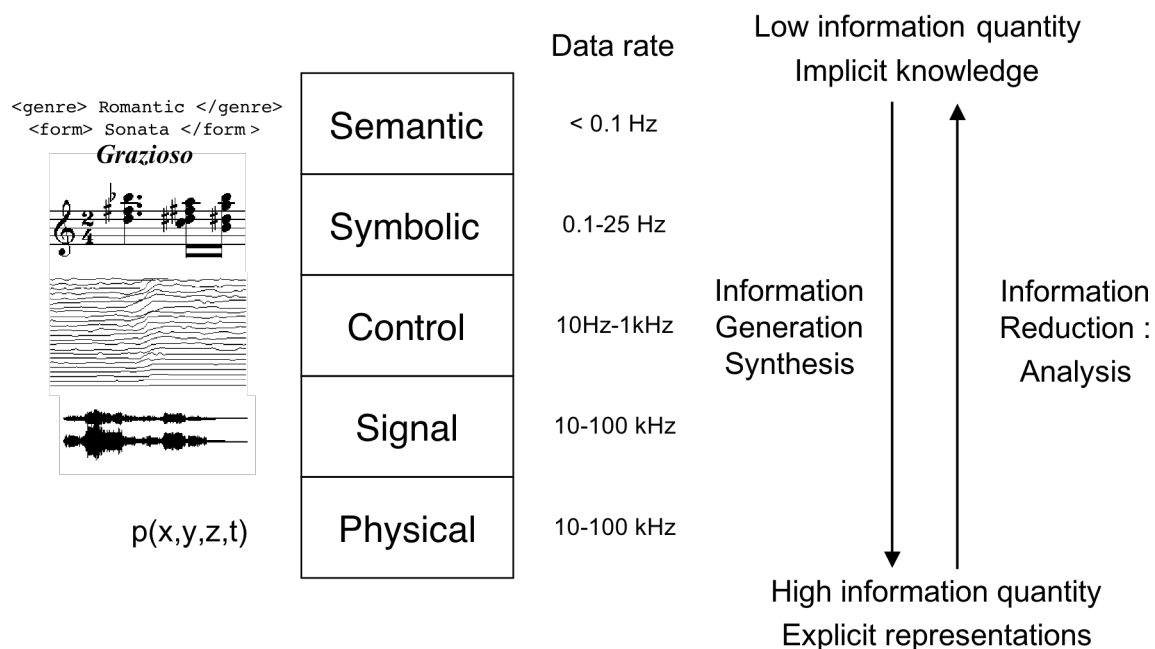 Data rate
Low information quantity
Implicit knowledge
<genre> Romantic </genre>
<form> Sonata </form >
Grazioso
2
4
Semantic
< 0.1 Hz
Symbolic
0.1-25 Hz
Control
10Hz-1kHz
Signal
10-100 kHz
p(x,y,z,t)
Physical
10-100 kHz
Information
Generation
Synthesis
Information
Reduction :
Analysis
High information quantity
Explicit representations